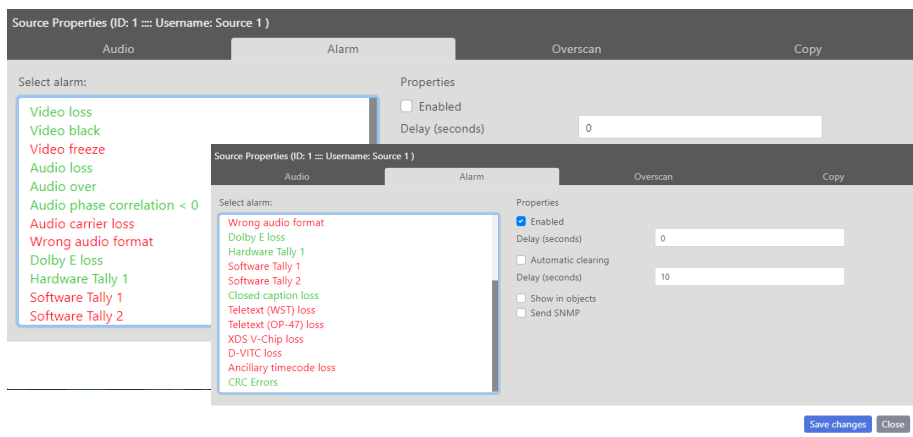 Source Properties (ID: 1 :::: Username: Source 1 )
Audio Alarm Overscan Copy
Select alarm:
Video loss
Video black
Video freeze
Audio loss
Audio over
Audio phase correlation < 0
Audio carrier loss
Wrong audio format
Dolby E loss
Hardware Tally 1
Software Tally 1
Software Tally 2
Properties
Enabled
Delay (seconds) 0
Source Properties (ID: 1 :::: Username: Source 1 )
Audio Alarm Overscan Copy
Select alarm:
Wrong audio format
Dolby E loss
Hardware Tally 1
Software Tally 1
Software Tally 2
Closed caption loss
Teletext (WST) loss
Teletext (OP-47) loss
XDS V-Chip loss
D-VITC loss
Ancillary timecode loss
CRC Errors
Properties
Enabled
Delay (seconds) 0
Automatic clearing
Delay (seconds) 10
Show in objects
Send SNMP
Save changes Close